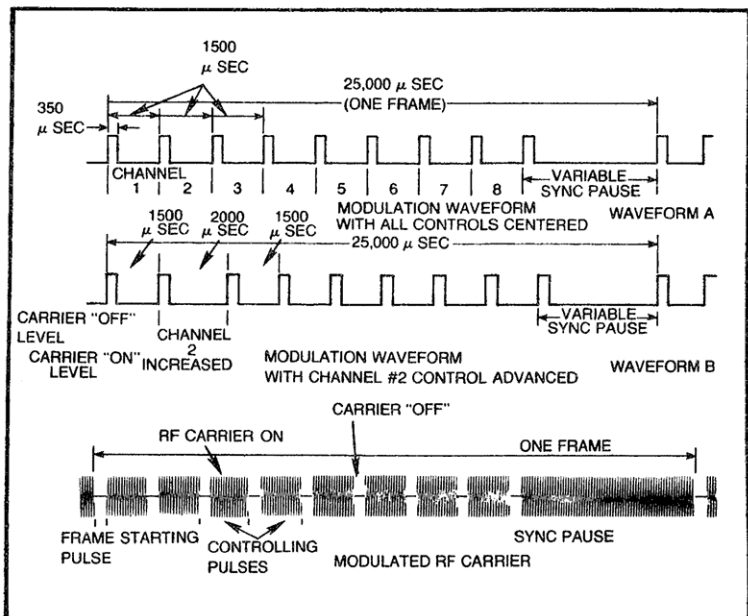 1500
μ SEC
25,000 μ SEC
(ONE FRAME)
350
μ SEC
CHANNEL
1 2 3 4 5 6 7 8
VARIABLE
SYNC PAUSE
MODULATION WAVEFORM
WITH ALL CONTROLS CENTERED
WAVEFORM A
1500 2000 1500
μ SEC μ SEC μ SEC
25,000 μ SEC
CARRIER "OFF"
LEVEL
CARRIER "ON"
LEVEL
CHANNEL
2
INCREASED
VARIABLE
SYNC PAUSE
MODULATION WAVEFORM
WITH CHANNEL #2 CONTROL ADVANCED
WAVEFORM B
CARRIER "OFF"
RF CARRIER ON
ONE FRAME
FRAME STARTING
PULSE
CONTROLLING
PULSES
SYNC PAUSE
MODULATED RF CARRIER